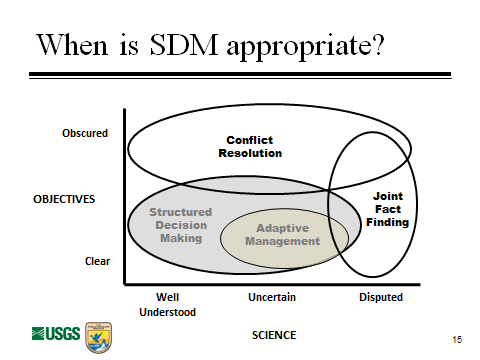 When is SDM appropriate?
Obscured
OBJECTIVES
Clear
Conflict
Resolution
Structured
Decision
Making
Adaptive
Management
Joint
Fact
Finding
Well
Understood
Uncertain
Disputed
SCIENCE
USGS
15